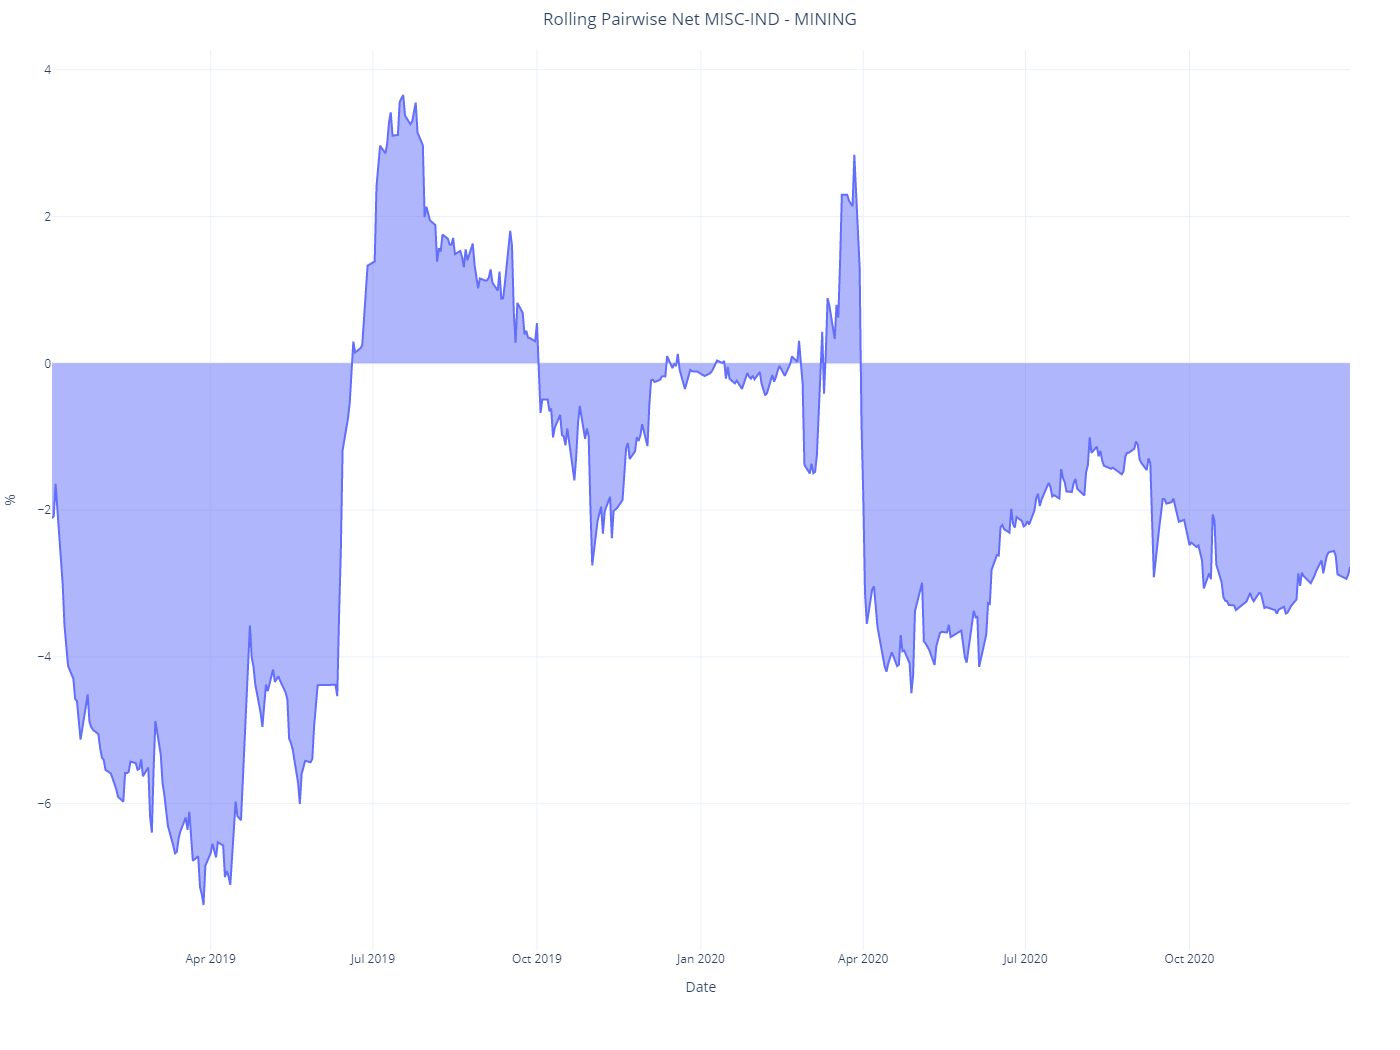 Rolling Pairwise Net MISC-IND - MINING
4
2
0
−2
−4
−6
%
Apr 2019
Jul 2019
Oct 2019
Jan 2020
Apr 2020
Jul 2020
Oct 2020
Date